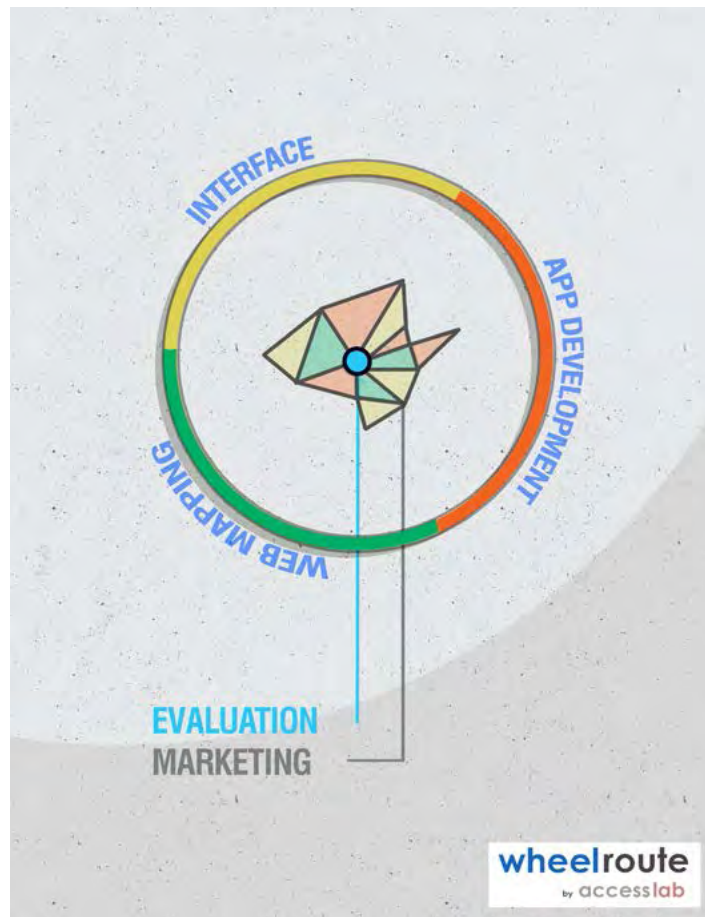 INTERFACE
APP DEVELOPMENT
WEB MAPPING
EVALUATION
MARKETING
wheelroute
by accesslab